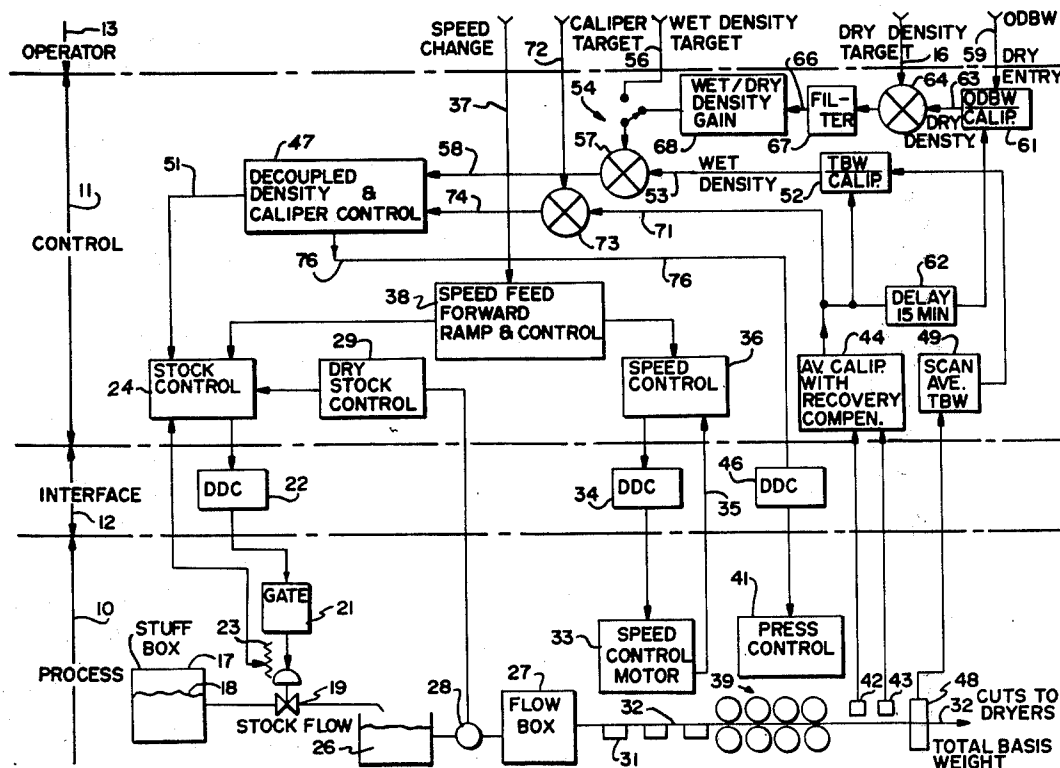 13
OPERATOR
SPEED
CHANGE
37
72
CALIPER
TARGET
56
WET DENSITY
TARGET
DRY DENSITY
TARGET
16
ODBW
59
DRY
ENTRY
54
WET/DRY
DENSITY
GAIN
68
66
FIL-
TER
67
64
63
DRY
DENSTY.
ODBW
CALIP.
61
11
CONTROL
51
47
DECOUPLED
DENSITY &
CALIPER CONTROL
58
57
53
WET
DENSITY
TBW
CALIP.
52
74
73
71
76
76
62
DELAY
15 MIN
38
SPEED FEED
FORWARD
RAMP & CONTROL
24
STOCK
CONTROL
29
DRY
STOCK
CONTROL
36
SPEED
CONTROL
44
AV. CALIP.
WITH
RECOVERY
COMPEN.
49
SCAN
AVE.
TBW
INTERFACE
12
DDC
22
34
DDC
35
46
DDC
10
PROCESS
STUFF
BOX
17
18
23
GATE
21
19
STOCK FLOW
26
28
27
FLOW
BOX
33
SPEED
CONTROL
MOTOR
32
31
41
PRESS
CONTROL
39
42
43
48
CUTS TO
DRYERS
32
TOTAL BASIS
WEIGHT